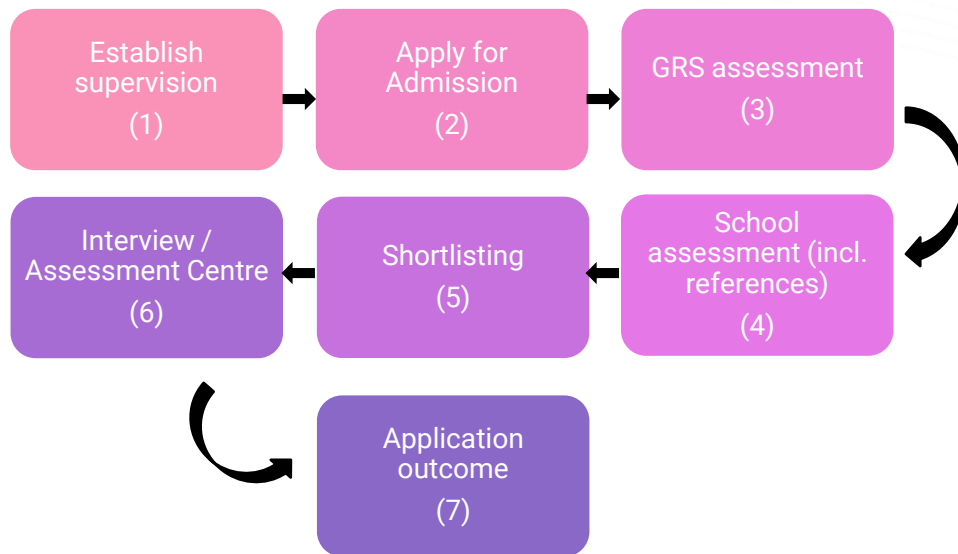 Establish
supervision
(1)
Apply for
Admission
(2)
GRS assessment
(3)
School
assessment (incl.
references)
(4)
Shortlisting
(5)
Interview /
Assessment Centre
(6)
Application
outcome
(7)